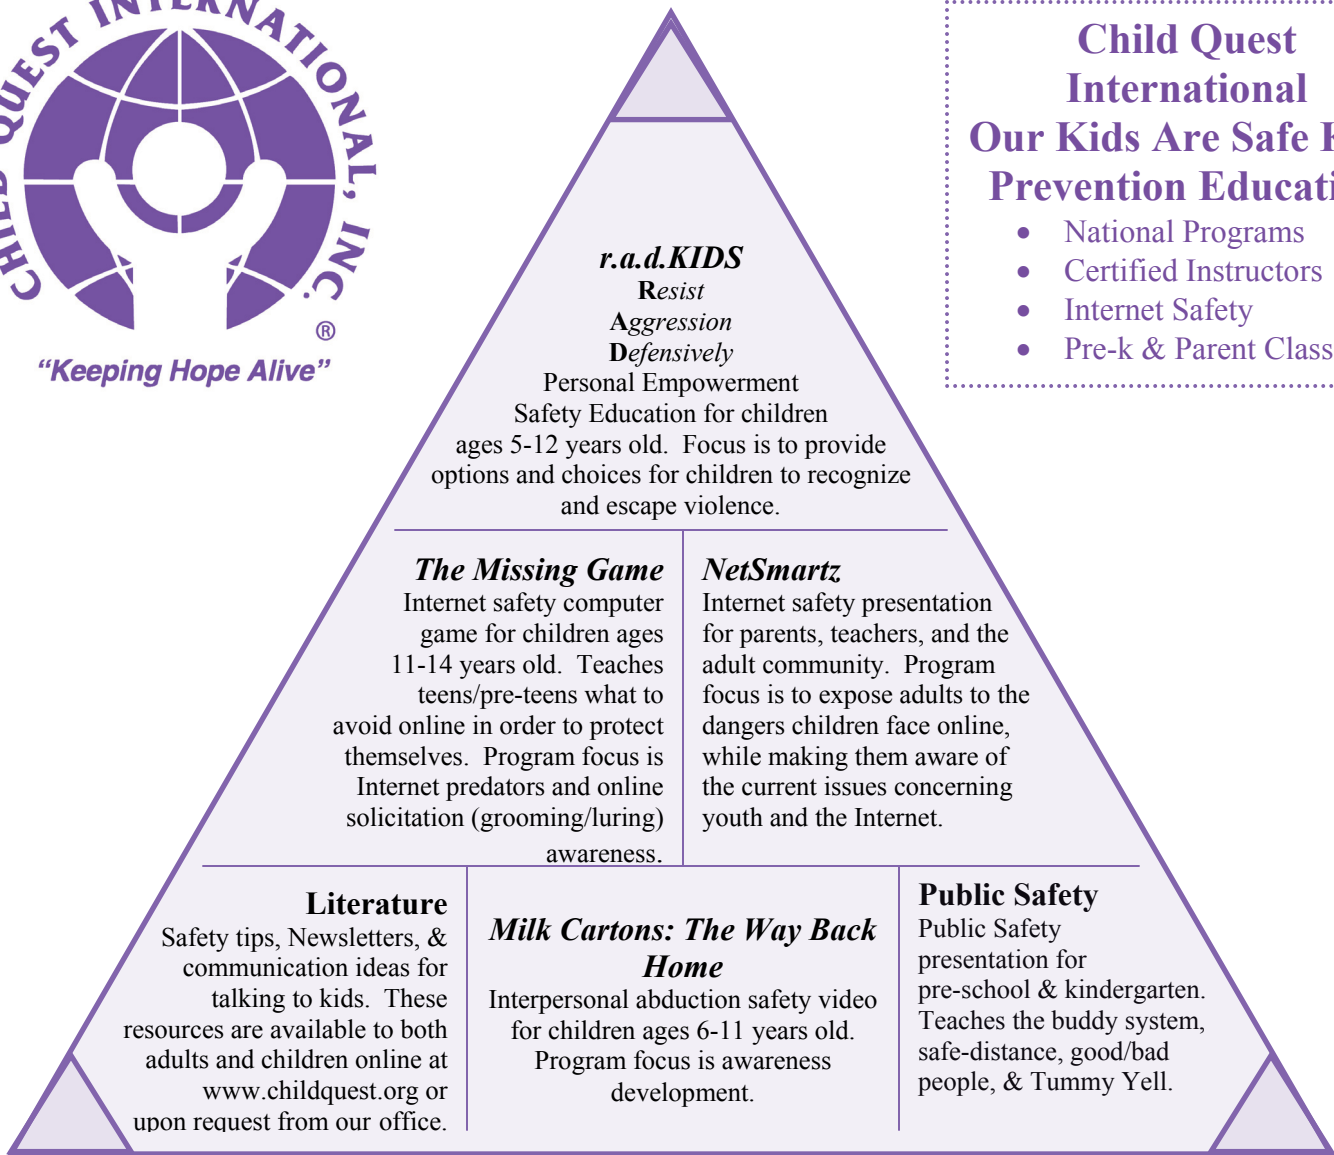 CHILD QUEST INTERNATIONAL, INC.
®
"Keeping Hope Alive"
Child Quest
International
Our Kids Are Safe
Prevention
• National Programs
• Certified Instructors
• Internet Safety
• Pre-k & Parent Class
r.a.d.KIDS
Resist
Aggression
Defensively
Personal Empowerment
Safety Education for children
ages 5-12 years old. Focus is to provide
options and choices for children to recognize
and escape violence.
The Missing Game
Internet safety computer
game for children ages
11-14 years old. Teaches
teens/pre-teens what to
avoid online in order to protect
themselves. Program focus is
Internet predators and online
solicitation (grooming/luring)
awareness.
NetSmartz
Internet safety presentation
for parents, teachers, and the
adult community. Program
focus is to expose adults to the
dangers children face online,
while making them aware of
the current issues concerning
youth and the Internet.
Literature
Safety tips, Newsletters, &
communication ideas for
talking to kids. These
resources are available to both
adults and children online at
www.childquest.org or
upon request from our office.
Milk Cartons: The Way Back
Home
Interpersonal abduction safety video
for children ages 6-11 years old.
Program focus is awareness
development.
Public Safety
Public Safety
presentation for
pre-school & kindergarten.
Teaches the buddy system,
safe-distance, good/bad
people, & Tummy Yell.